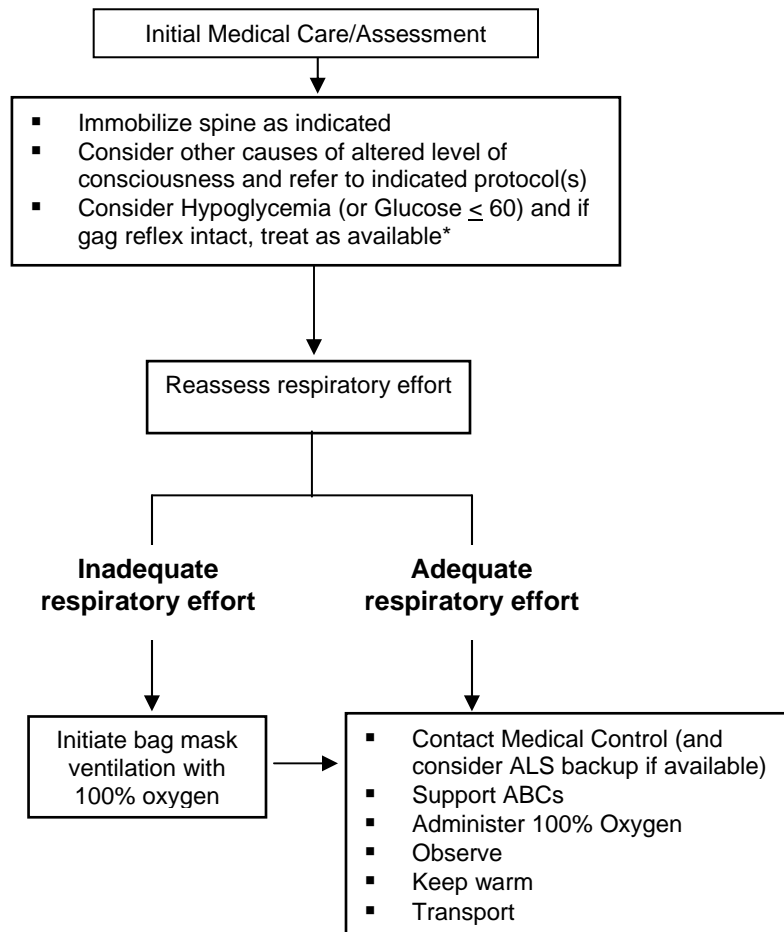 Initial Medical Care/Assessment
▪ Immobilize spine as indicated
▪ Consider other causes of altered level of
consciousness and refer to indicated protocol(s)
▪ Consider Hypoglycemia (or Glucose < 60) and if
gag reflex intact, treat as available*
Reassess respiratory effort
Inadequate
respiratory effort
Adequate
respiratory effort
Initiate bag mask
ventilation with
100% oxygen
▪ Contact Medical Control (and
consider ALS backup if available)
▪ Support ABCs
▪ Administer 100% Oxygen
▪ Observe
▪ Keep warm
▪ Transport